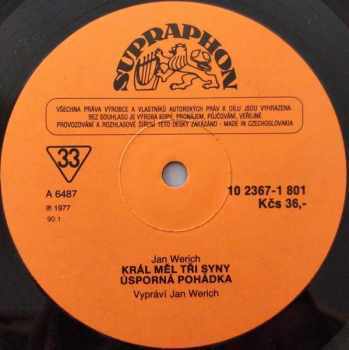 SUPRAPHON
VŠECHNA PRÁVA VÝROBCE A VLASTNÍKŮ AUTORSKÝCH PRÁV K DÍLU JSOU VYHRAZENA
BEZ SOUHLASU JE VÝROBA KOPIÍ, PRONÁJEM, PŮJČOVÁNÍ, VEŘEJNÉ
PROVOZOVÁNÍ A ROZHLASOVÉ ŠÍŘENÍ TÉTO DESKY ZAKÁZÁNO - MADE IN CZECHOSLOVAKIA
33
A 6487
10 2367-1 801
℗ 1977
Kčs 36,-
90.1
Jan Werich
KRÁL MĚL TŘI SYNY
ÚSPORNÁ POHÁDKA
Vypráví Jan Werich